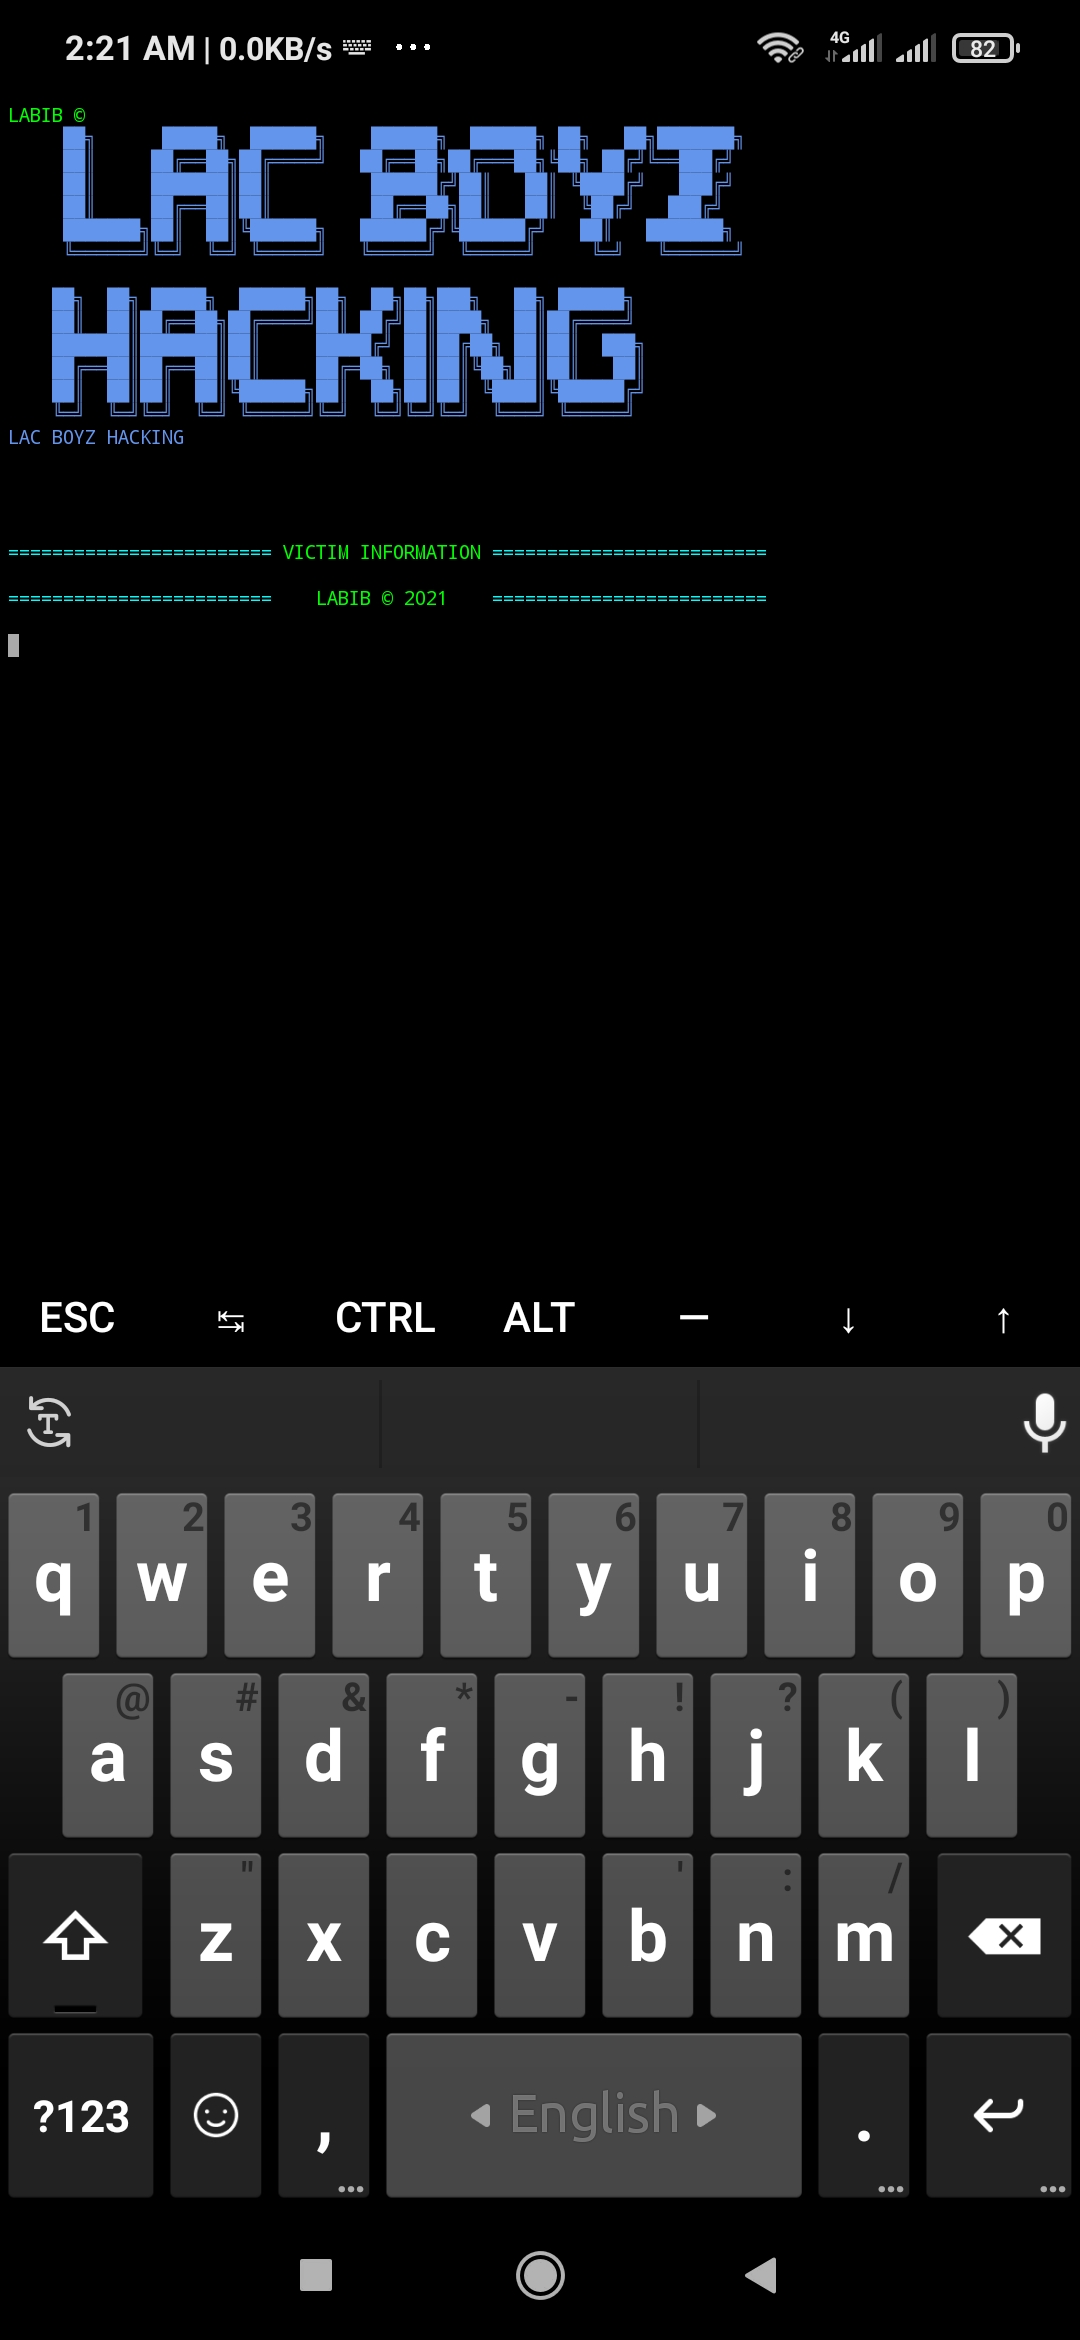 2:21 AM | 0.0KB/s ... 4G 82
LABIB ©
LAC BOYZ
HACKING
LAC BOYZ HACKING
======================== VICTIM INFORMATION =========================
======================== LABIB © 2021 =========================
ESC ↹ CTRL ALT — ↓ ↑
1 2 3 4 5 6 7 8 9 0
q w e r t y u i o p
@ # & * - ! ? ( )
a s d f g h j k l
" ' : /
z x c v b n m
?123 , English .